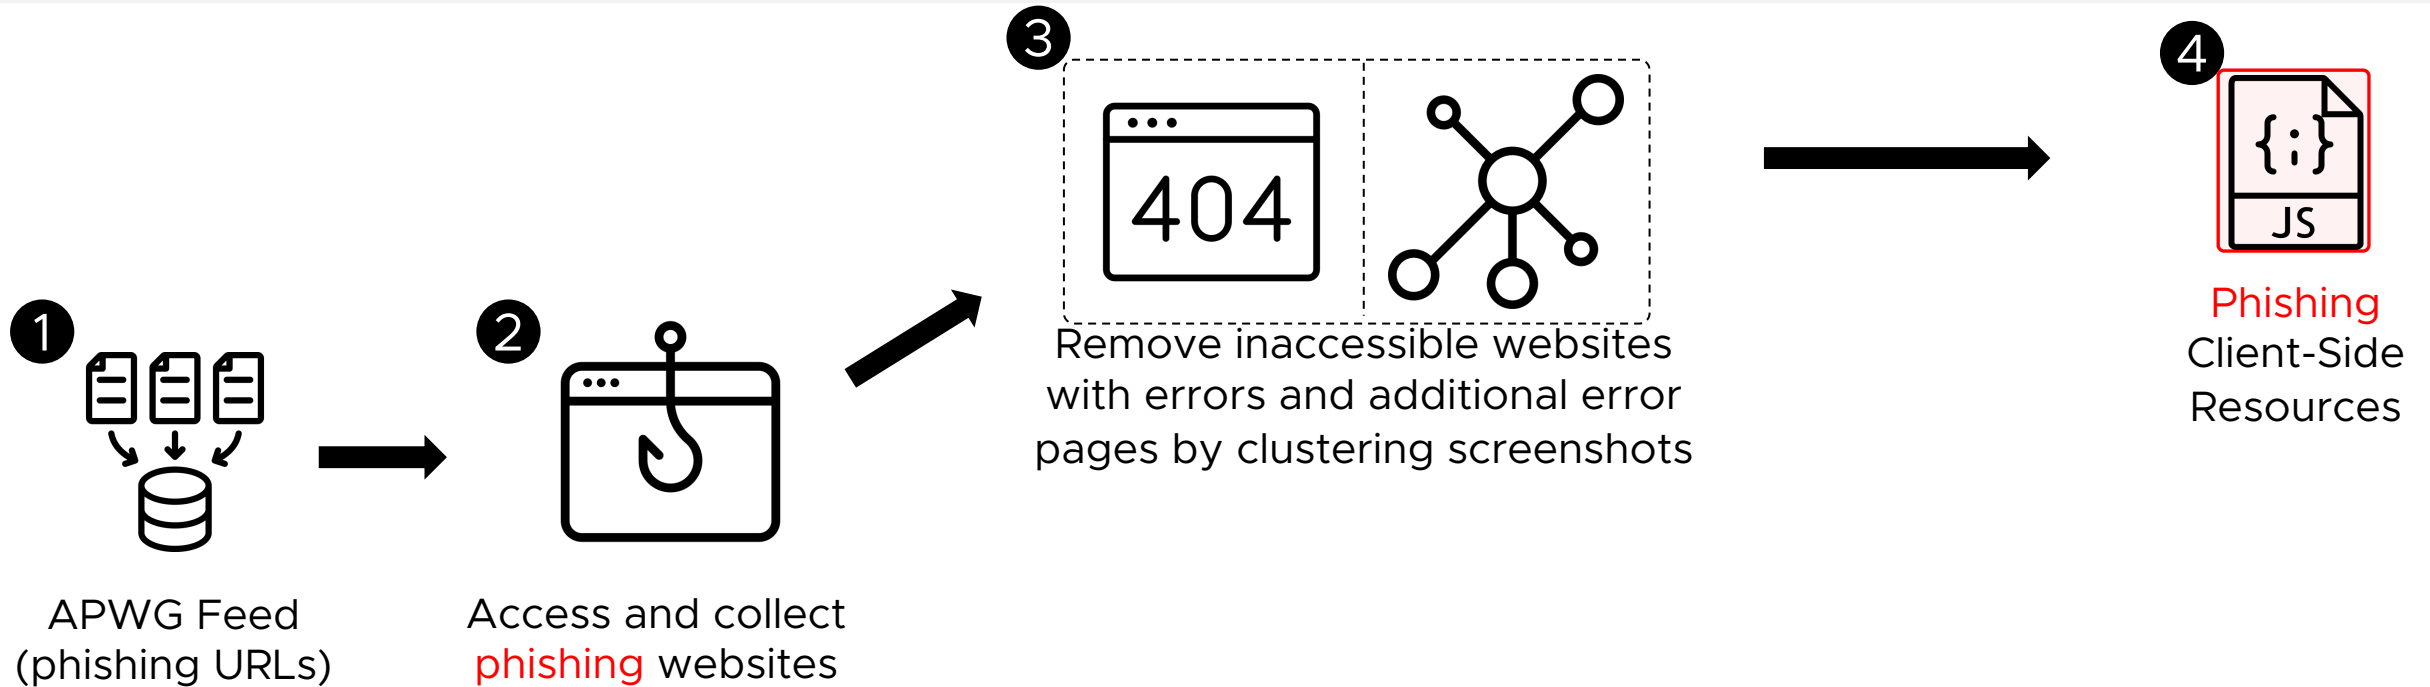 1
APWG Feed
(phishing URLs)
2
Access and collect
phishing websites
3
404
Remove inaccessible websites
with errors and additional error
pages by clustering screenshots
4
{;}
JS
Phishing
Client-Side
Resources